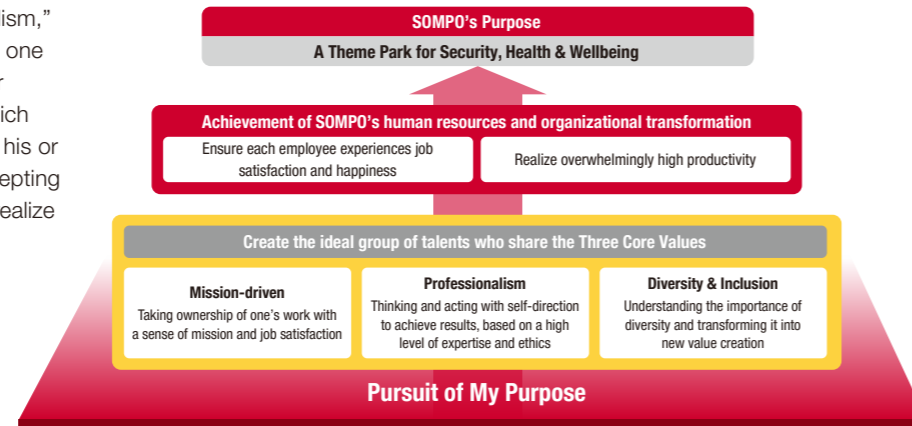 lism,”
one
r
ich
his or
epting
ealize
SOMPO’s Purpose
A Theme Park for Security, Health & Wellbeing
Achievement of SOMPO’s human resources and organizational transformation
Ensure each employee experiences job
satisfaction and happiness
Realize overwhelmingly high productivity
Create the ideal group of talents who share the Three Core Values
Mission-driven
Taking ownership of one’s work with
a sense of mission and job satisfaction
Professionalism
Thinking and acting with self-direction
to achieve results, based on a high
level of expertise and ethics
Diversity & Inclusion
Understanding the importance of
diversity and transforming it into
new value creation
Pursuit of My Purpose